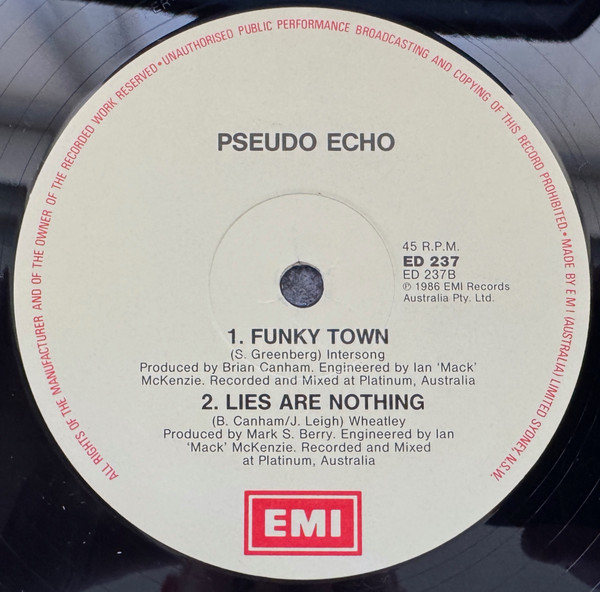 ALL RIGHTS OF THE MANUFACTURER AND OF THE OWNER OF THE RECORDED WORK RESERVED • UNAUTHORISED PUBLIC PERFORMANCE BROADCASTING AND COPYING OF THIS RECORD PROHIBITED. • MADE BY E M I (AUSTRALIA) LIMITED SYDNEY, N.S.W.
PSEUDO ECHO
45 R.P.M.
ED 237
ED 237B
℗ 1986 EMI Records
Australia Pty. Ltd.
1. FUNKY TOWN
(S. Greenberg) Intersong
Produced by Brian Canham. Engineered by Ian ‘Mack’
McKenzie. Recorded and Mixed at Platinum, Australia
2. LIES ARE NOTHING
(B. Canham/J. Leigh) Wheatley
Produced by Mark S. Berry. Engineered by Ian
‘Mack’ McKenzie. Recorded and Mixed
at Platinum, Australia
EMI